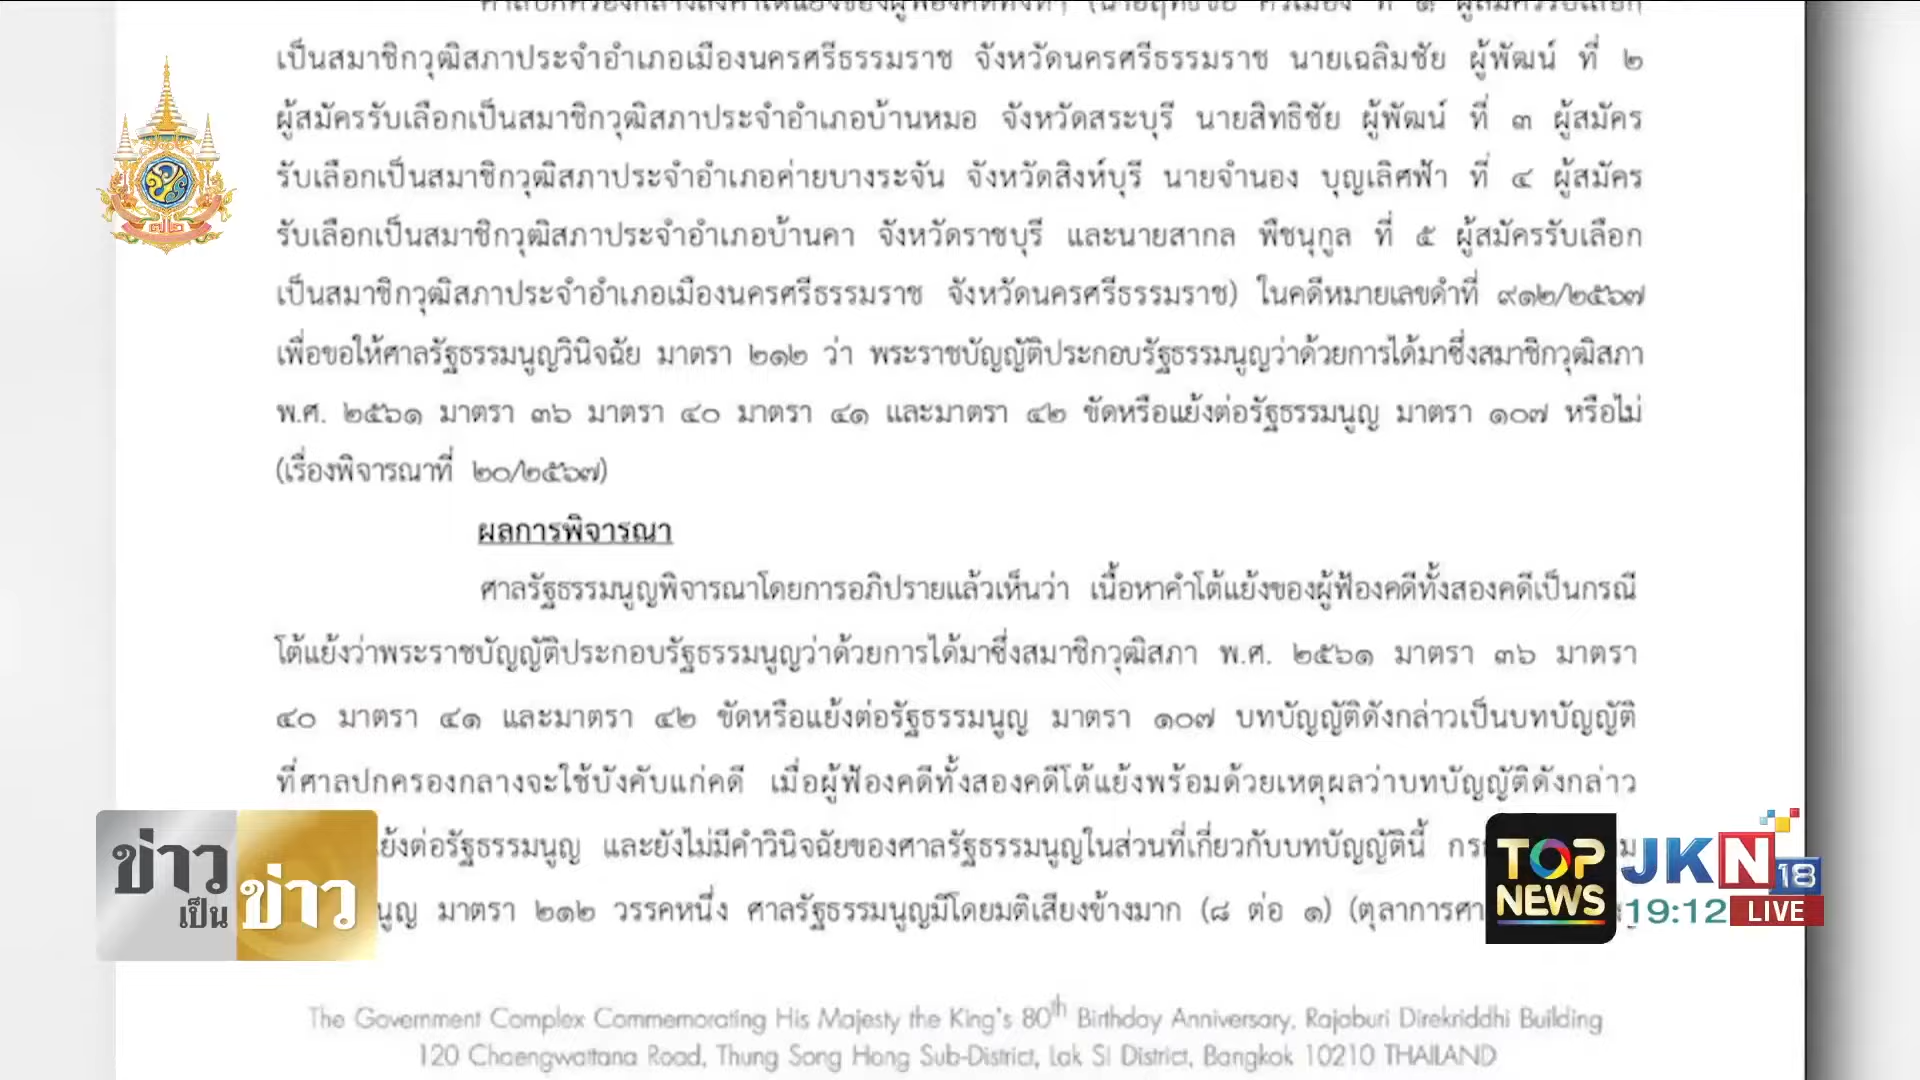 เป็นสมาชิกวุฒิสภาประจำอำเภอเมืองนครศรีธรรมราช จังหวัดนครศรีธรรมราช นายเฉลิมชัย ผู้พัฒน์ ที่ ๒
ผู้สมัครรับเลือกเป็นสมาชิกวุฒิสภาประจำอำเภอบ้านหมอ จังหวัดสระบุรี นายสิทธิชัย ผู้พัฒน์ ที่ ๓ ผู้สมัคร
รับเลือกเป็นสมาชิกวุฒิสภาประจำอำเภอค่ายบางระจัน จังหวัดสิงห์บุรี นายจำนอง บุญเลิศฟ้า ที่ ๔ ผู้สมัคร
รับเลือกเป็นสมาชิกวุฒิสภาประจำอำเภอบ้านคา จังหวัดราชบุรี และนายสากล พืชนุกูล ที่ ๕ ผู้สมัครรับเลือก
เป็นสมาชิกวุฒิสภาประจำอำเภอเมืองนครศรีธรรมราช จังหวัดนครศรีธรรมราช) ในคดีหมายเลขดำที่ ๙๑๒/๒๕๖๗
เพื่อขอให้ศาลรัฐธรรมนูญวินิจฉัย มาตรา ๒๑๒ ว่า พระราชบัญญัติประกอบรัฐธรรมนูญว่าด้วยการได้มาซึ่งสมาชิกวุฒิสภา
พ.ศ. ๒๕๖๑ มาตรา ๓๖ มาตรา ๔๐ มาตรา ๔๑ และมาตรา ๔๒ ขัดหรือแย้งต่อรัฐธรรมนูญ มาตรา ๑๐๗ หรือไม่
(เรื่องพิจารณาที่ ๒๐/๒๕๖๗)
ผลการพิจารณา
ศาลรัฐธรรมนูญพิจารณาโดยการอภิปรายแล้วเห็นว่า เนื้อหาคำโต้แย้งของผู้ฟ้องคดีทั้งสองคดีเป็นกรณี
โต้แย้งว่าพระราชบัญญัติประกอบรัฐธรรมนูญว่าด้วยการได้มาซึ่งสมาชิกวุฒิสภา พ.ศ. ๒๕๖๑ มาตรา ๓๖ มาตรา
๔๐ มาตรา ๔๑ และมาตรา ๔๒ ขัดหรือแย้งต่อรัฐธรรมนูญ มาตรา ๑๐๗ บทบัญญัติดังกล่าวเป็นบทบัญญัติ
ที่ศาลปกครองกลางจะใช้บังคับแก่คดี เมื่อผู้ฟ้องคดีทั้งสองคดีโต้แย้งพร้อมด้วยเหตุผลว่าบทบัญญัติดังกล่าว
ย้งต่อรัฐธรรมนูญ และยังไม่มีคำวินิจฉัยของศาลรัฐธรรมนูญในส่วนที่เกี่ยวกับบทบัญญัตินี้
นูญ มาตรา ๒๑๒ วรรคหนึ่ง ศาลรัฐธรรมนูญมีโดยมติเสียงข้างมาก (๘ ต่อ ๑) (ตุลาการศา
ข่าว
เป็น
ข่าว
TOP
NEWS
JKN
18
19:12
LIVE
The Government Complex Commemorating His Majesty the King's 80th Birthday Anniversary, Rajaburi Direkriddhi Building
120 Chaengwattana Road, Thung Song Hong Sub-District, Lak Si District, Bangkok 10210 THAILAND